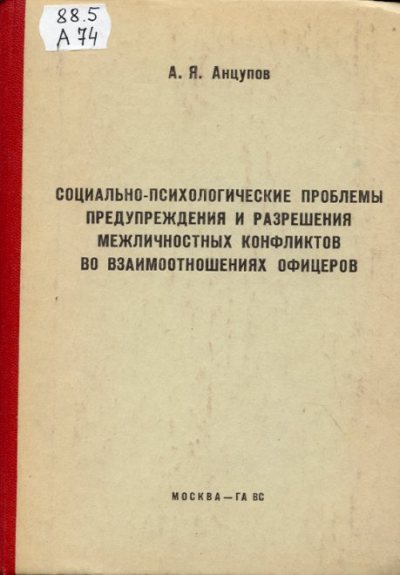 88.5
А 74
А. Я. Анцупов
СОЦИАЛЬНО-ПСИХОЛОГИЧЕСКИЕ ПРОБЛЕМЫ
ПРЕДУПРЕЖДЕНИЯ И РАЗРЕШЕНИЯ
МЕЖЛИЧНОСТНЫХ КОНФЛИКТОВ
ВО ВЗАИМООТНОШЕНИЯХ ОФИЦЕРОВ
МОСКВА—ГА ВС